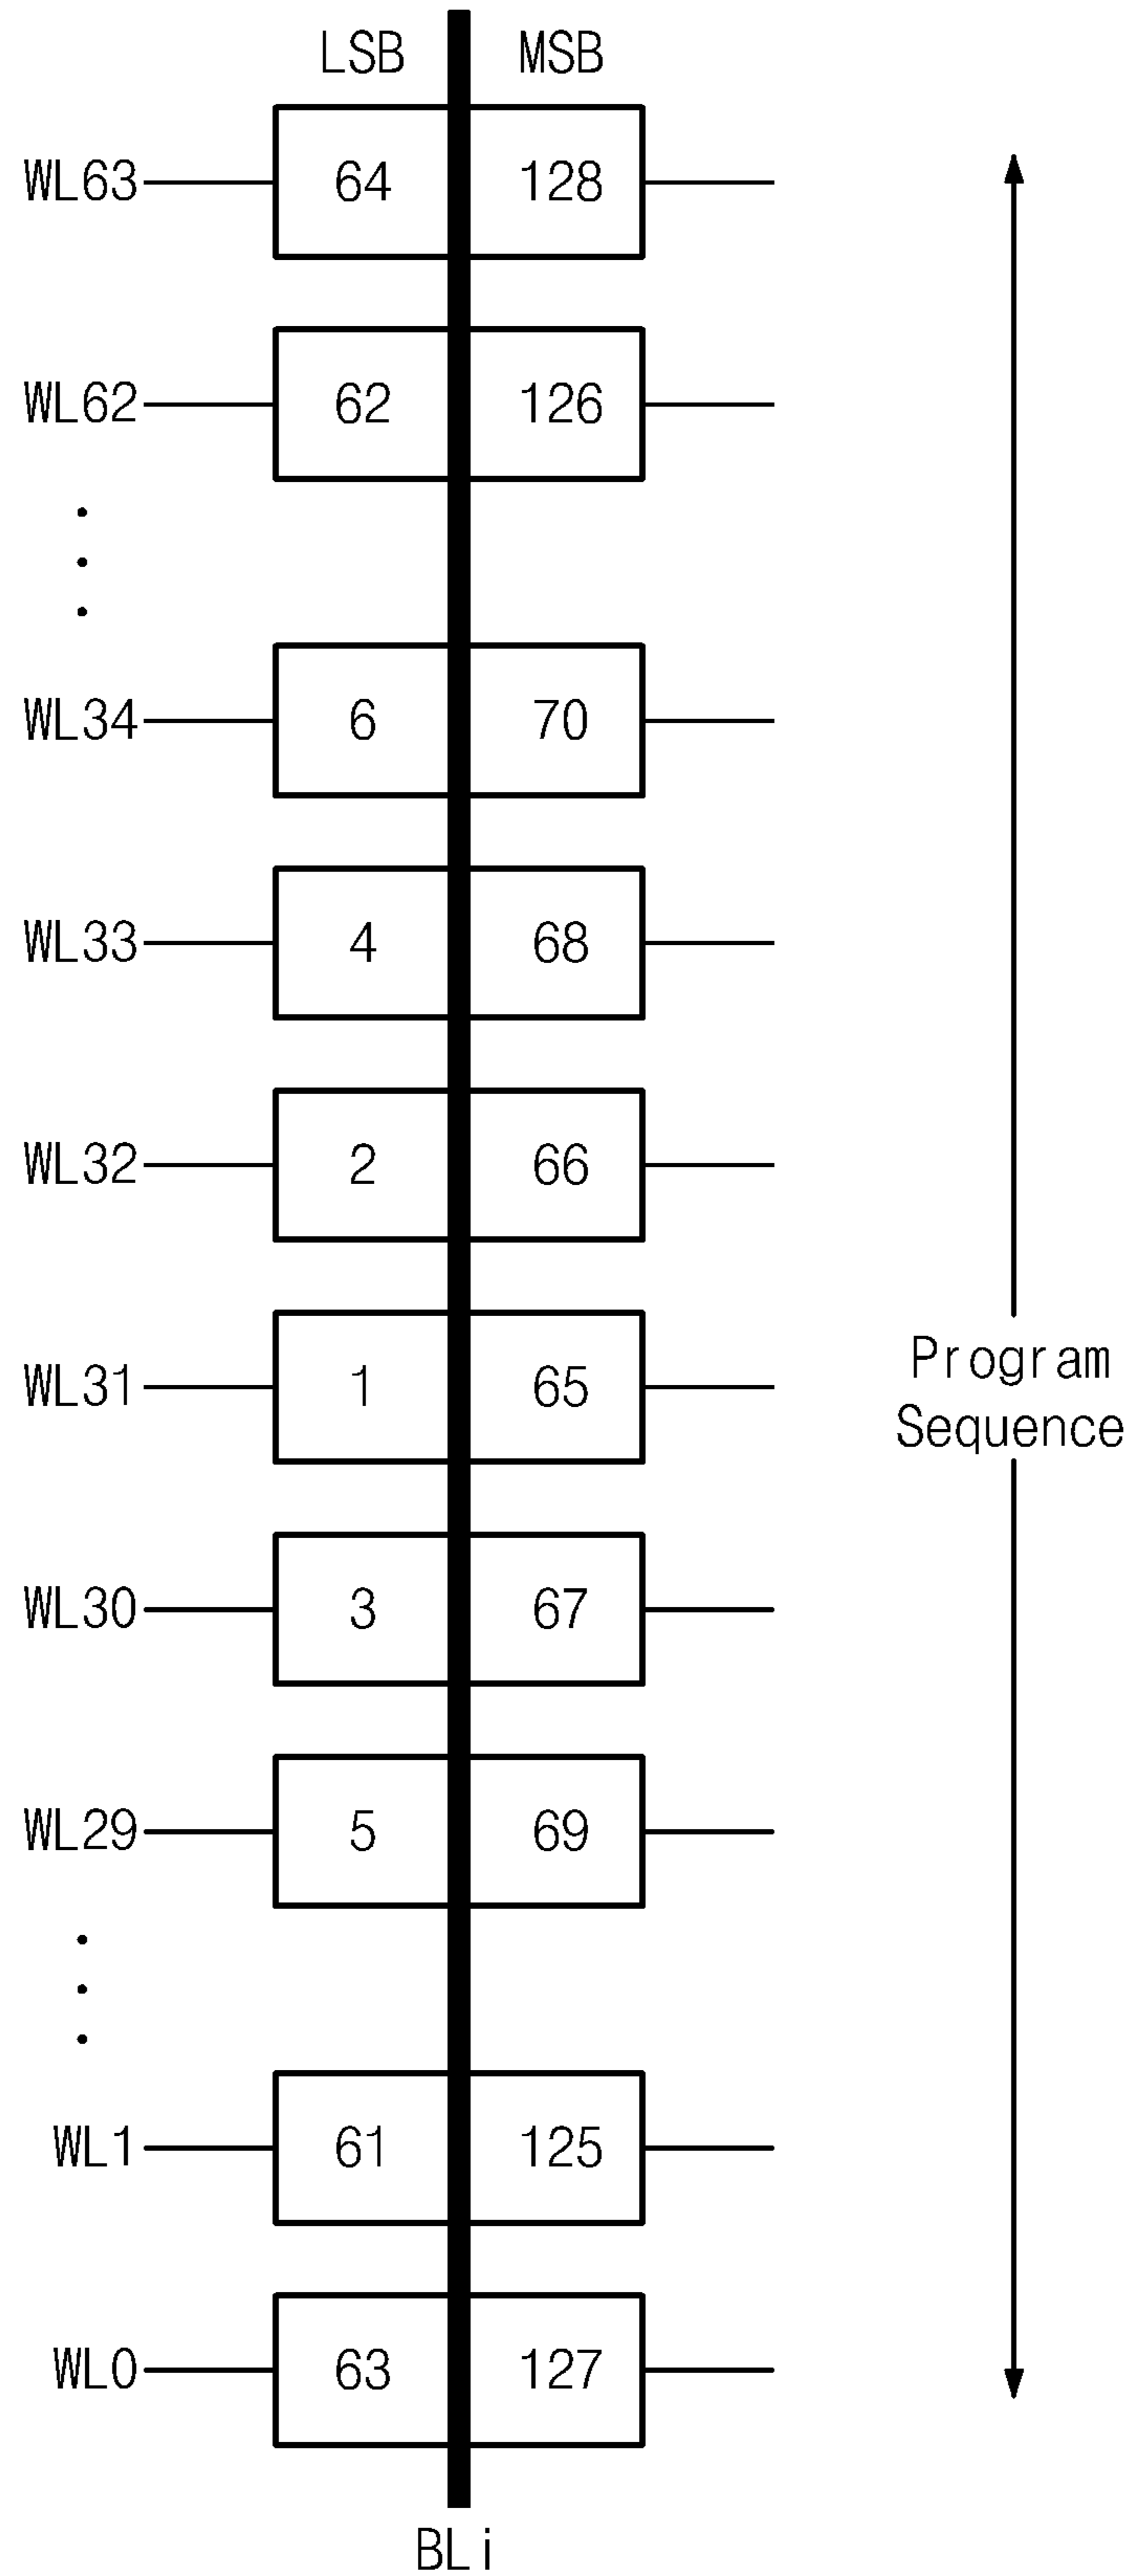 LSB MSB
WL63 64 128
WL62 62 126
WL34 6 70
WL33 4 68
WL32 2 66
WL31 1 65
Program
Sequence
WL30 3 67
WL29 5 69
WL1 61 125
WL0 63 127
BLi